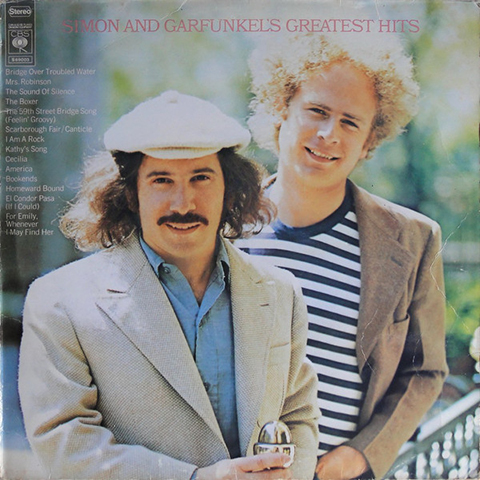 Stereo
CBS
SIMON AND GARFUNKEL'S GREATEST HITS
Bridge Over Troubled Water
Mrs. Robinson
The Sound Of Silence
The Boxer
The 59th Street Bridge Song
(Feelin' Groovy)
Scarborough Fair/Canticle
I Am A Rock
Kathy's Song
Cecilia
America
Bookends
Homeward Bound
El Condor Pasa
(If I Could)
For Emily,
Whenever
I May Find Her